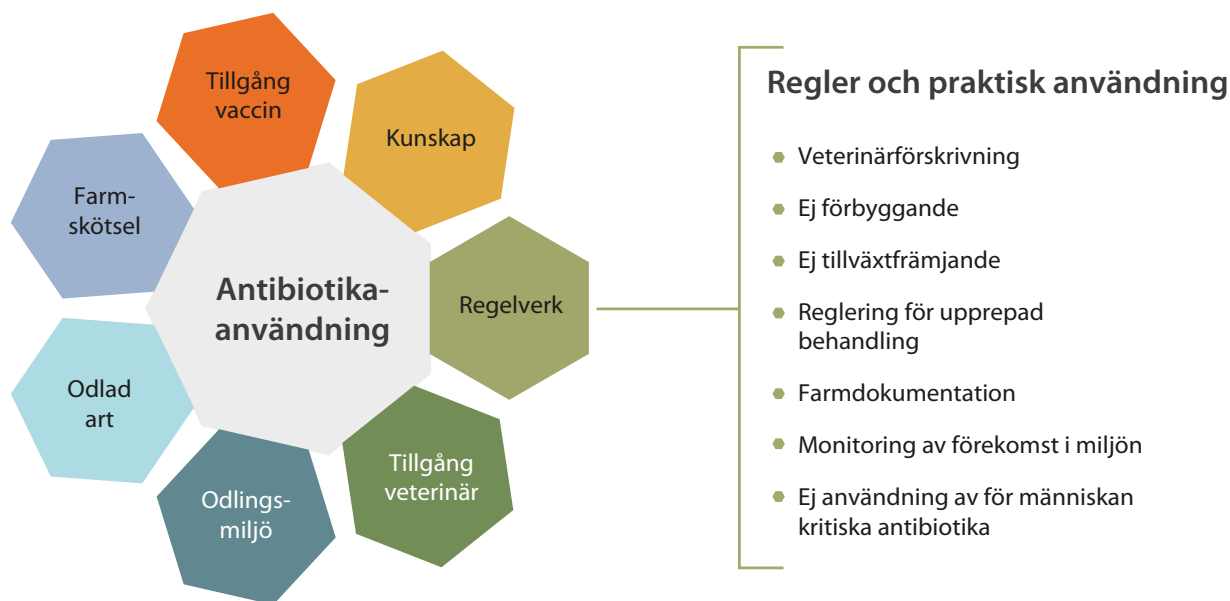 Tillgång
vaccin
Kunskap
Farm-
skötsel
Antibiotika-
användning
Regelverk
Odlad
art
Odlings-
miljö
Tillgång
veterinär
Regler och praktisk användning
Veterinärförskrivning
Ej förbyggande
Ej tillväxtfrämjande
Reglering för upprepad
behandling
Farmdokumentation
Monitoring av förekomst i miljön
Ej användning av för människan
kritiska antibiotika